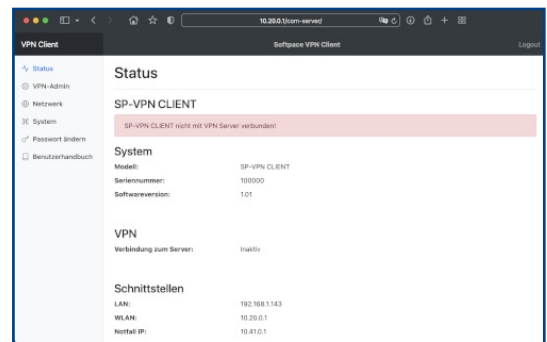 10.20.0.1/com-server/
VPN Client
Softpace VPN Client
Logout
Status
VPN-Admin
Netzwerk
System
Passwort ändern
Benutzerhandbuch
Status
SP-VPN CLIENT
SP-VPN CLIENT nicht mit VPN Server verbunden!
System
Modell: SP-VPN CLIENT
Seriennummer: 100000
Softwareversion: 1.01
VPN
Verbindung zum Server: Inaktiv
Schnittstellen
LAN: 192.168.1.143
WLAN: 10.20.0.1
Notfall IP: 10.41.0.1